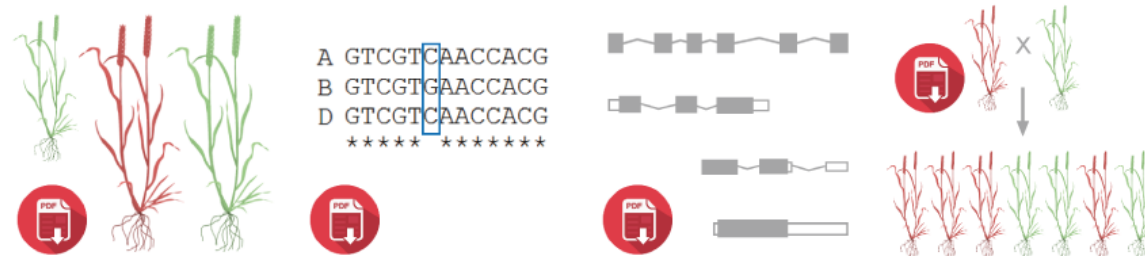 A GTCGTCAACCACG
B GTCGTGAACCACG
D GTCGTCAACCACG
***** *******
PDF
PDF
PDF
X
PDF